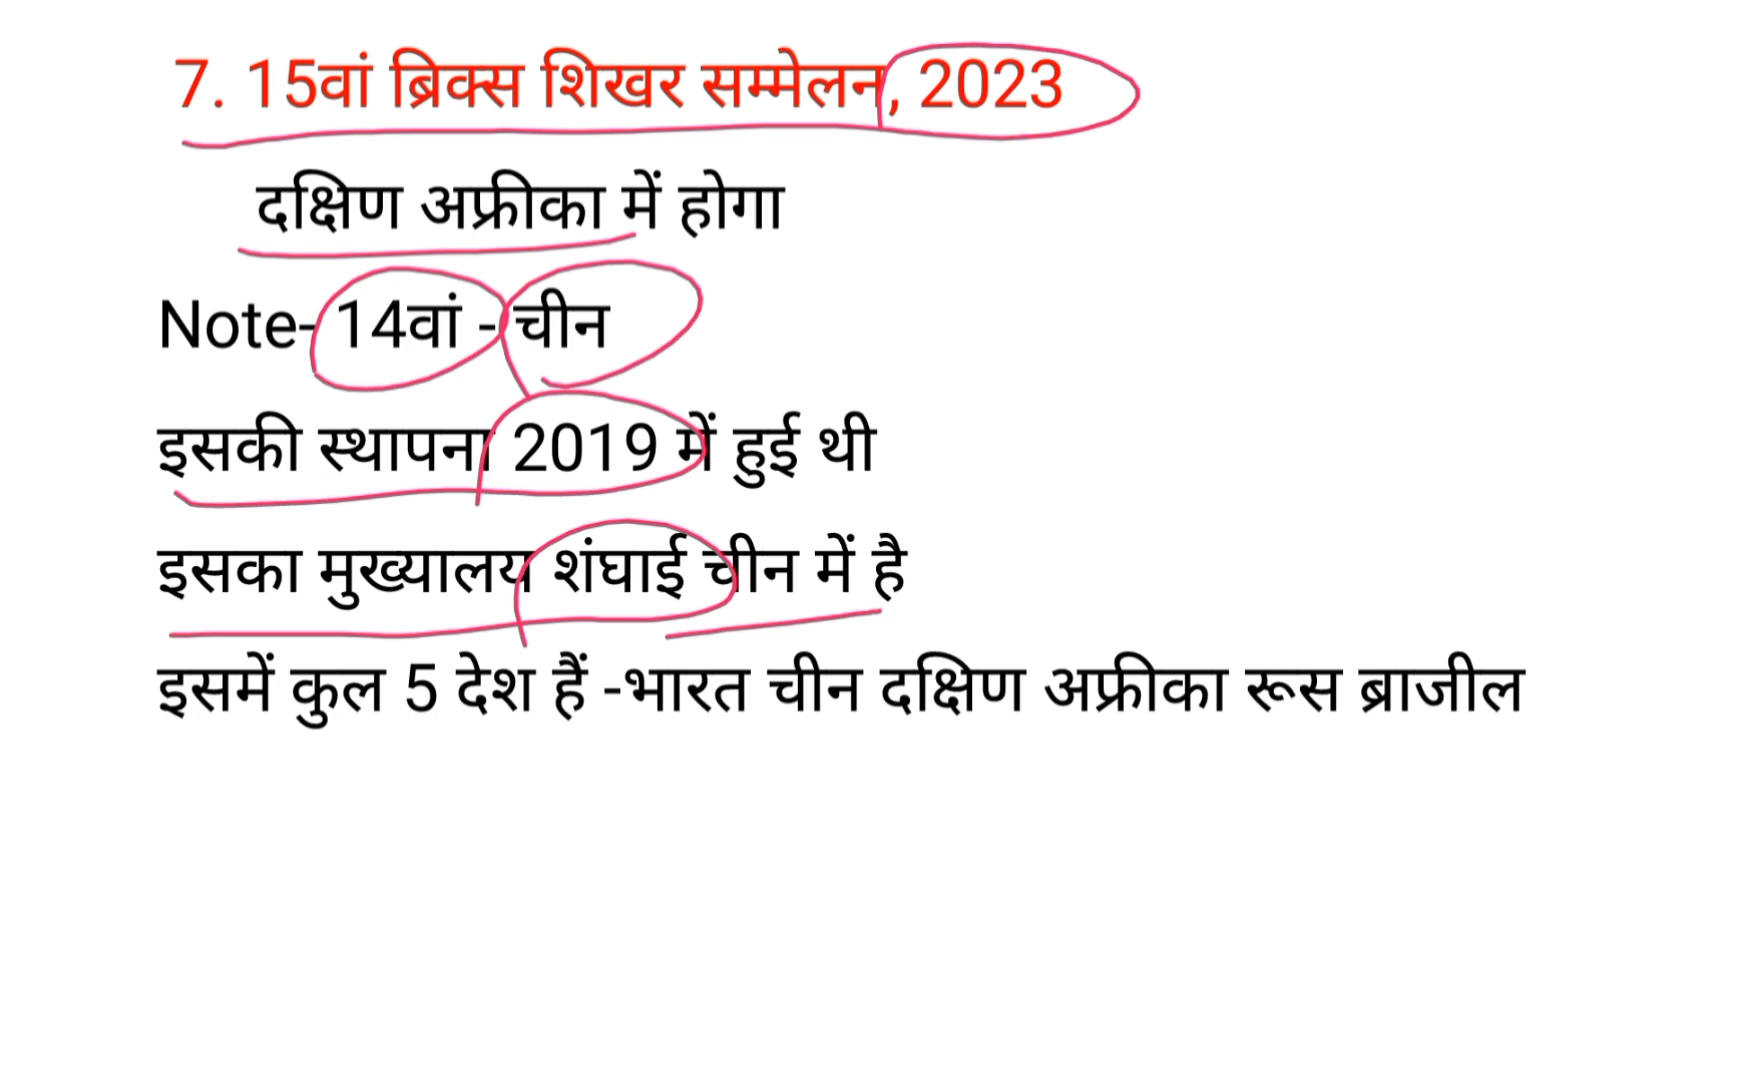 7. 15वां ब्रिक्स शिखर सम्मेलन, 2023
दक्षिण अफ्रीका में होगा
Note- 14वां - चीन
इसकी स्थापना 2019 में हुई थी
इसका मुख्यालय शंघाई चीन में है
इसमें कुल 5 देश हैं -भारत चीन दक्षिण अफ्रीका रूस ब्राजील